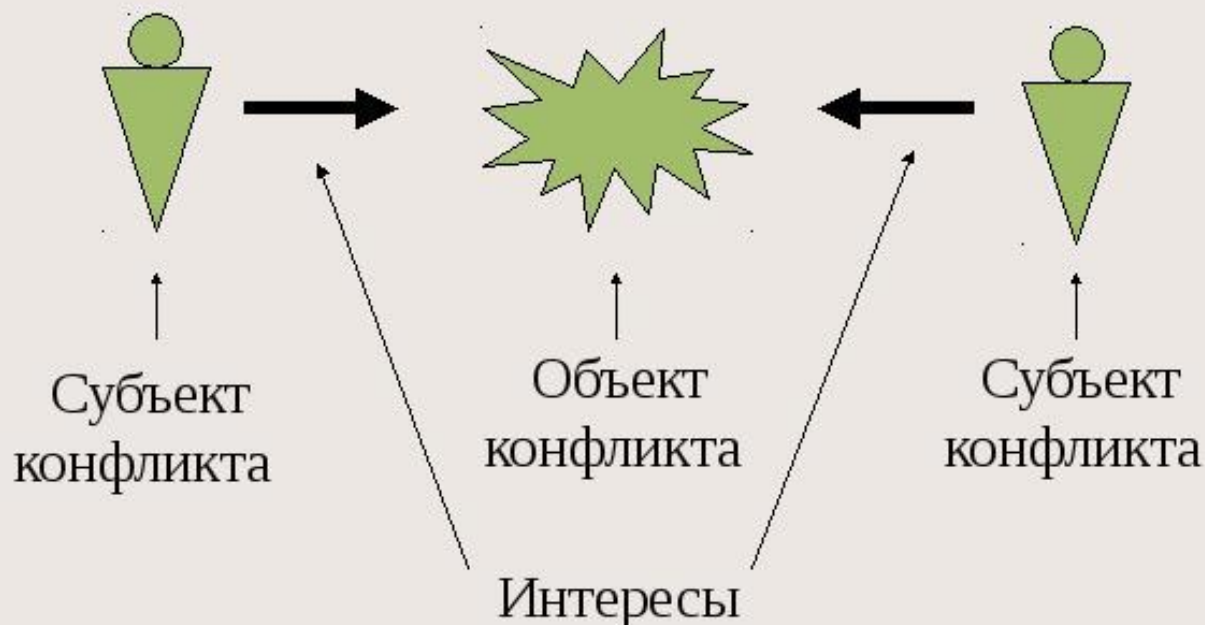 Субъект
конфликта
Объект
конфликта
Субъект
конфликта
Интересы